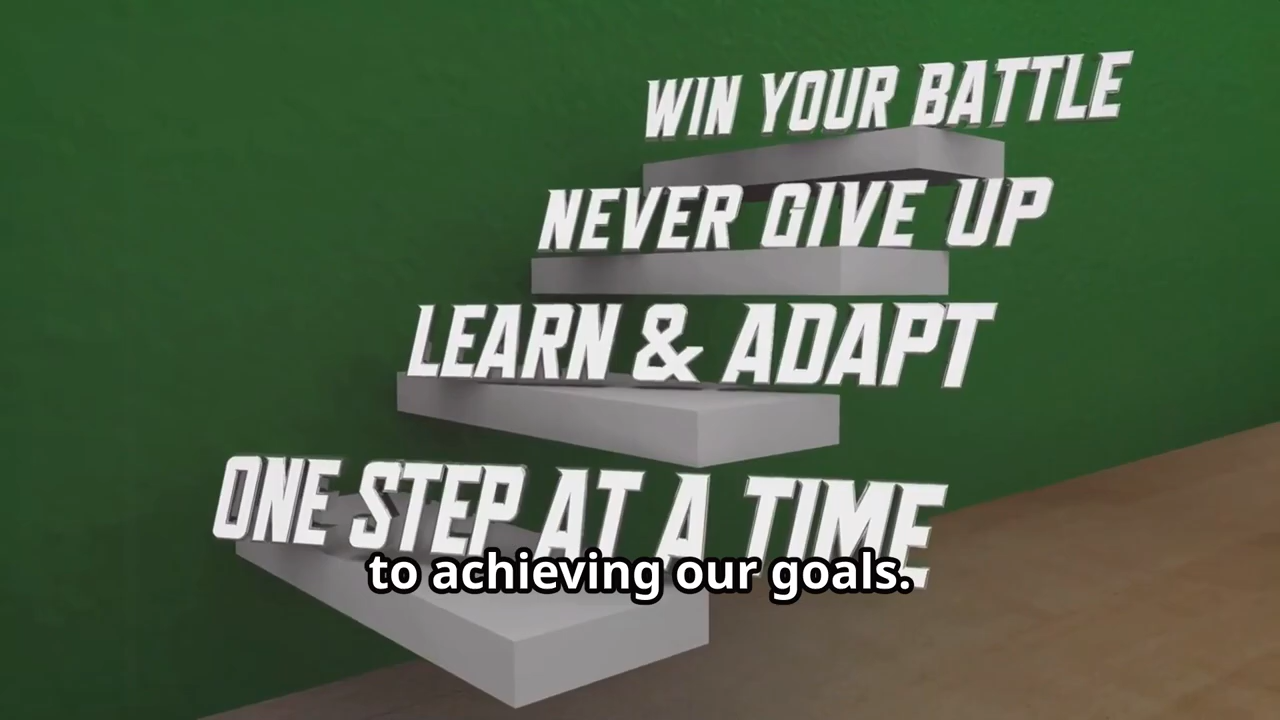 WIN YOUR BATTLE
NEVER GIVE UP
LEARN & ADAPT
ONE STEP AT A TIME
to achieving our goals.